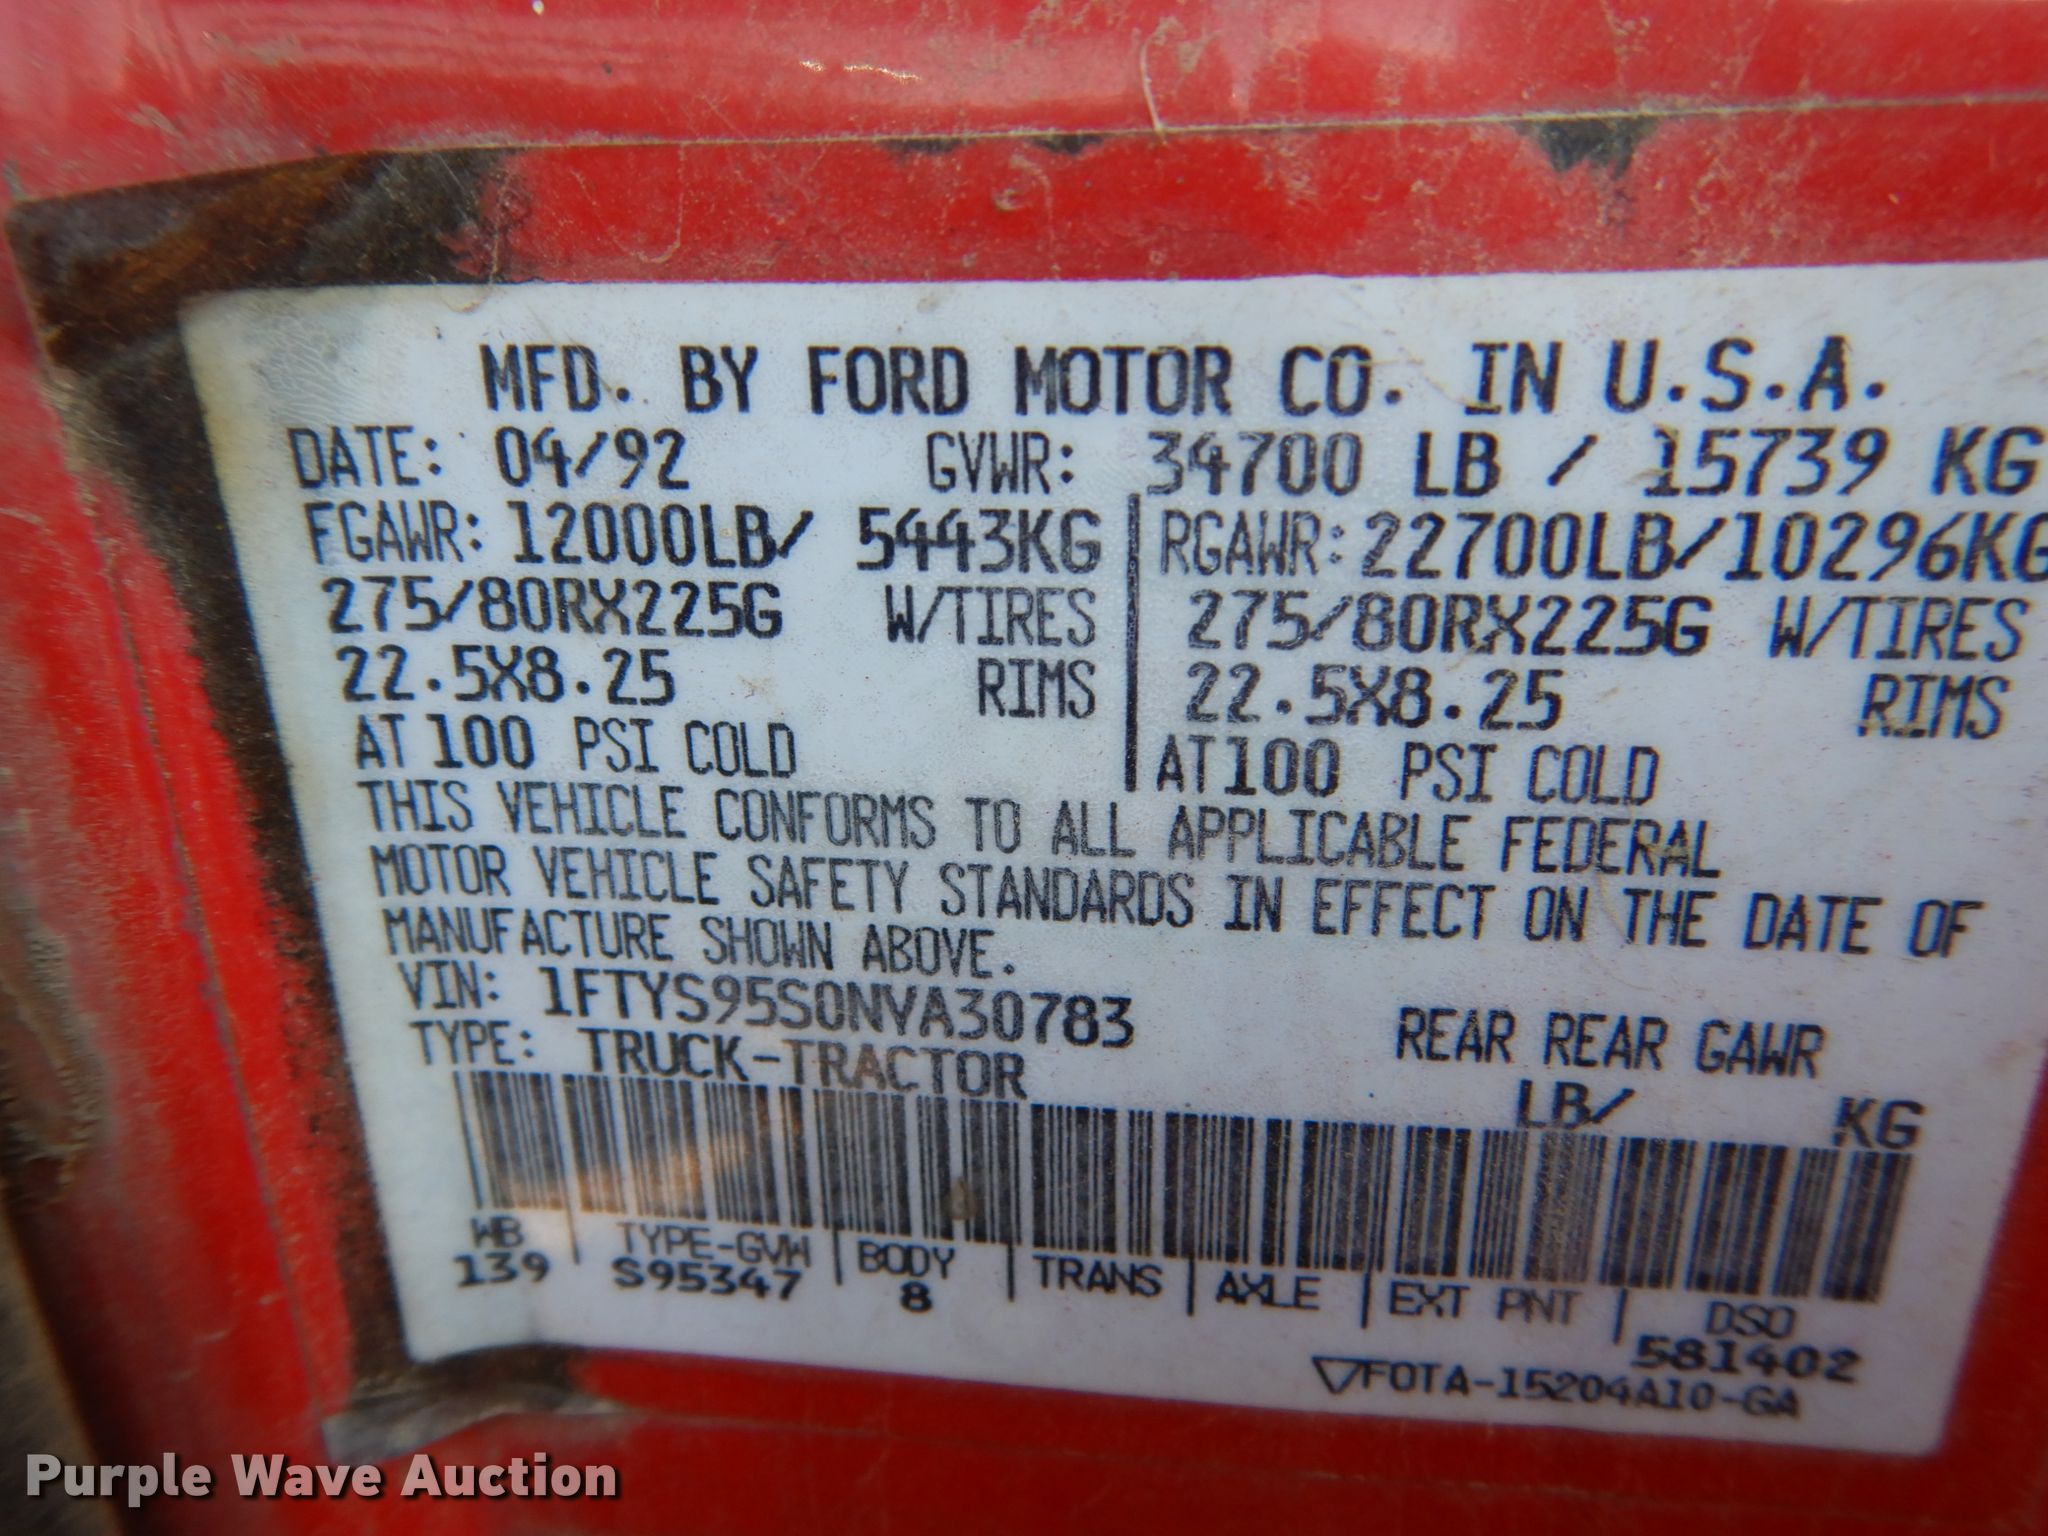 MFD. BY FORD MOTOR CO. IN U.S.A.
DATE: 04/92 GVWR: 34700 LB / 15739 KG
FGAWR: 12000LB/ 5443KG RGAWR: 22700LB/10296KG
275/80RX225G W/TIRES 275/80RX225G W/TIRES
22.5X8.25 RIMS 22.5X8.25 RIMS
AT 100 PSI COLD AT 100 PSI COLD
THIS VEHICLE CONFORMS TO ALL APPLICABLE FEDERAL
MOTOR VEHICLE SAFETY STANDARDS IN EFFECT ON THE DATE OF
MANUFACTURE SHOWN ABOVE.
VIN: 1FTYS95S0NVA30783 REAR REAR GAWR
TYPE: TRUCK-TRACTOR LB/ KG
WB TYPE-GVW BODY TRANS AXLE EXT PNT DSO
139 S95347 8 581402
▽FOTA-15204A10-GA
Purple Wave Auction